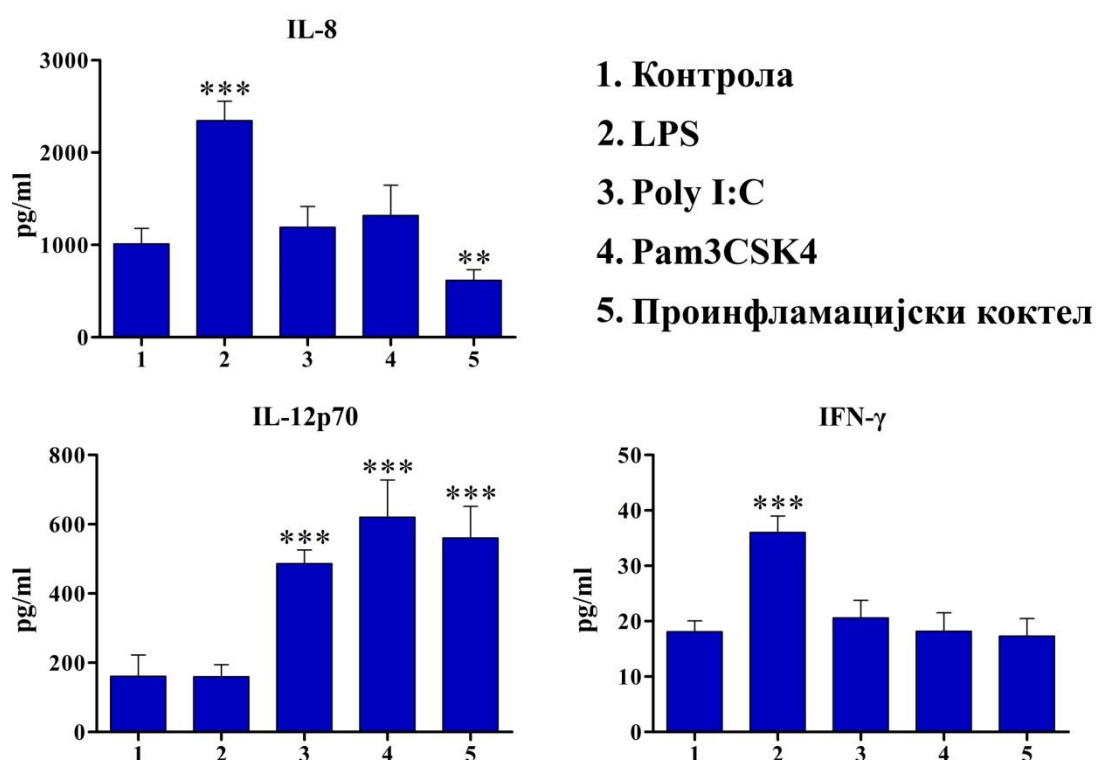 IL-8
3000
2000
1000
0
pg/ml
***
**
1 2 3 4 5
1. Контрола
2. LPS
3. Poly I:C
4. Pam3CSK4
5. Проинфламацијски коктел
IL-12p70
800
600
400
200
0
pg/ml
***
***
***
1 2 3 4 5
IFN-γ
50
40
30
20
10
0
pg/ml
***
1 2 3 4 5